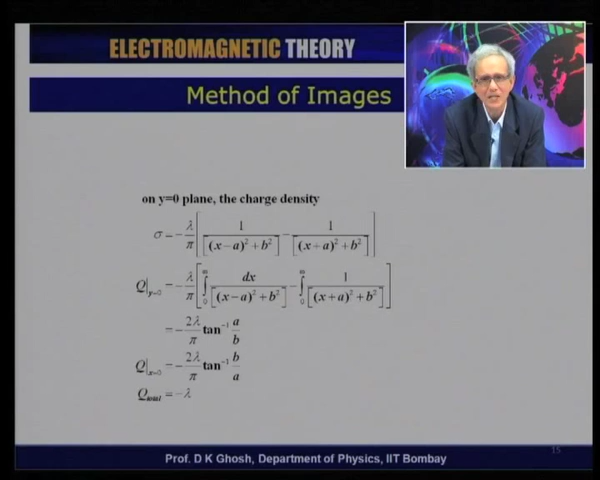 ELECTROMAGNETIC THEORY
Method of Images
on y=0 plane, the charge density
σ = -λ/π [ 1/[(x-a)²+b²] - 1/[(x+a)²+b²] ]
Q|y=0 = -λ/π [ ∫₀^∞ dx/[(x-a)²+b²] - ∫₀^∞ 1/[(x+a)²+b²] ]
= -2λ/π tan⁻¹ a/b
Q|x=0 = -2λ/π tan⁻¹ b/a
Qtotal = -λ
15
Prof. D K Ghosh, Department of Physics, IIT Bombay